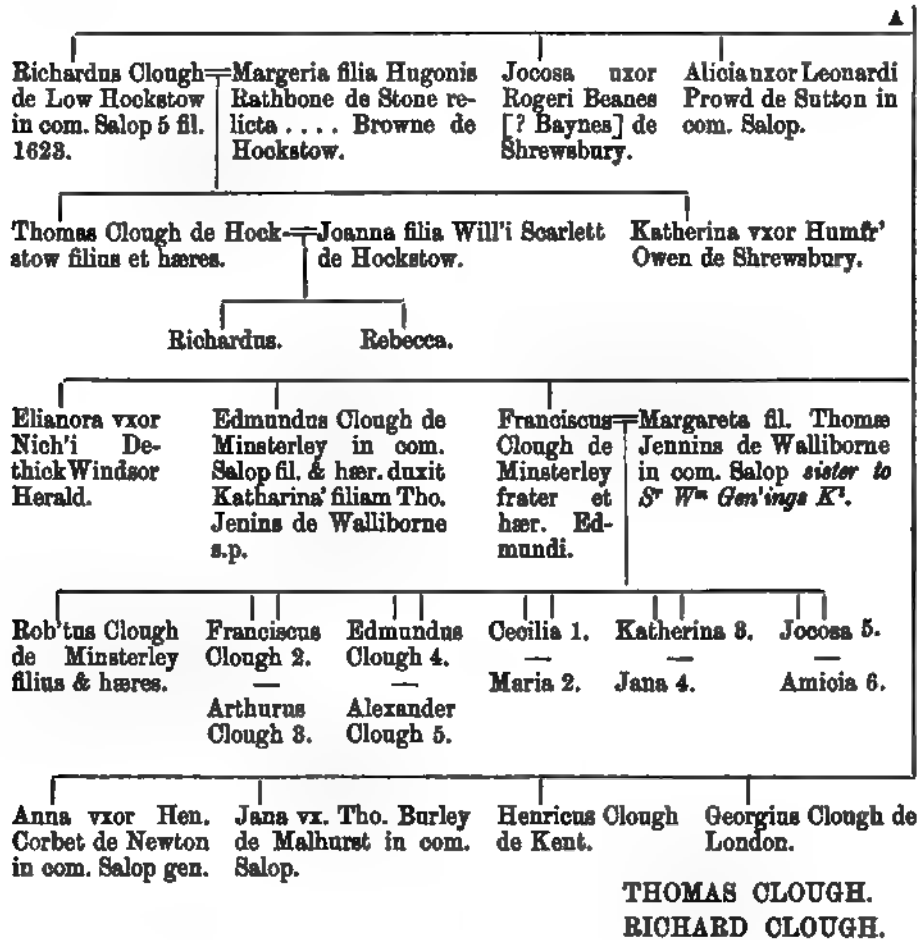 Richardus Clough
de Low Hockstow
in com. Salop 5 fil.
1623.
Margeria filia Hugonis
Rathbone de Stone re-
licta .... Browne de
Hockstow.
Jocosa uxor
Rogeri Beanes
[? Baynes] de
Shrewsbury.
Alicia uxor Leonardi
Prowd de Sutton in
com. Salop.
Thomas Clough de Hock-
stow filius et hæres.
Joanna filia Will'i Scarlett
de Hockstow.
Katherina vxor Humfr'
Owen de Shrewsbury.
Richardus.
Rebecca.
Elianora vxor
Nich'i De-
thick Windsor
Herald.
Edmundus Clough de
Minsterley in com.
Salop fil. & hær. duxit
Katharina' filiam Tho.
Jenins de Walliborne
s.p.
Franciscus
Clough de
Minsterley
frater et
hær. Ed-
mundi.
Margareta fil. Thomæ
Jennins de Walliborne
in com. Salop sister to
Sr Wm Gen'ings Kt.
Rob'tus Clough
de Minsterley
filius & hæres.
Franciscus
Clough 2.
—
Arthurus
Clough 3.
Edmundus
Clough 4.
—
Alexander
Clough 5.
Cecilia 1.
—
Maria 2.
Katherina 3.
—
Jana 4.
Jocosa 5.
—
Amicia 6.
Anna vxor Hen.
Corbet de Newton
in com. Salop gen.
Jana vx. Tho. Burley
de Malhurst in com.
Salop.
Henricus Clough
de Kent.
Georgius Clough de
London.
THOMAS CLOUGH.
RICHARD CLOUGH.